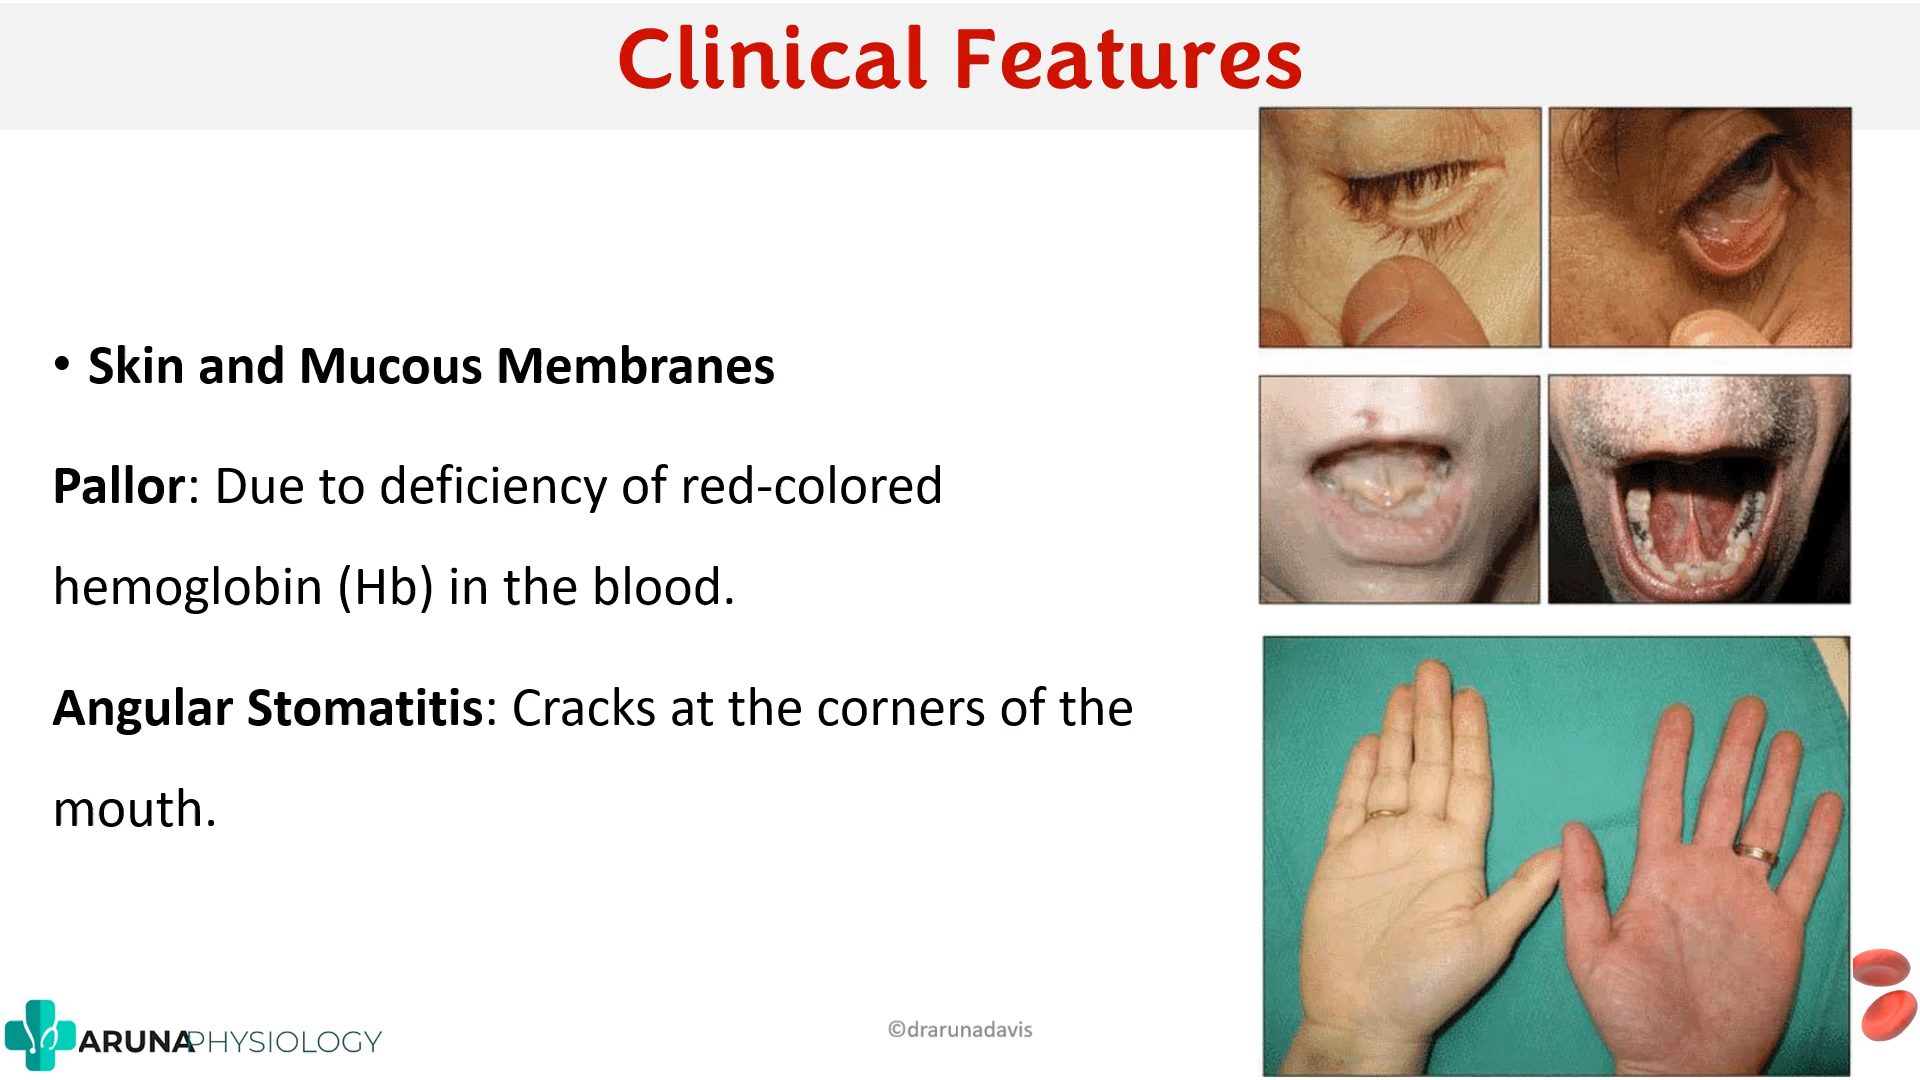 Clinical Features
• Skin and Mucous Membranes
Pallor: Due to deficiency of red-colored
hemoglobin (Hb) in the blood.
Angular Stomatitis: Cracks at the corners of the
mouth.
ARUNAPHYSIOLOGY
©drarunadavis